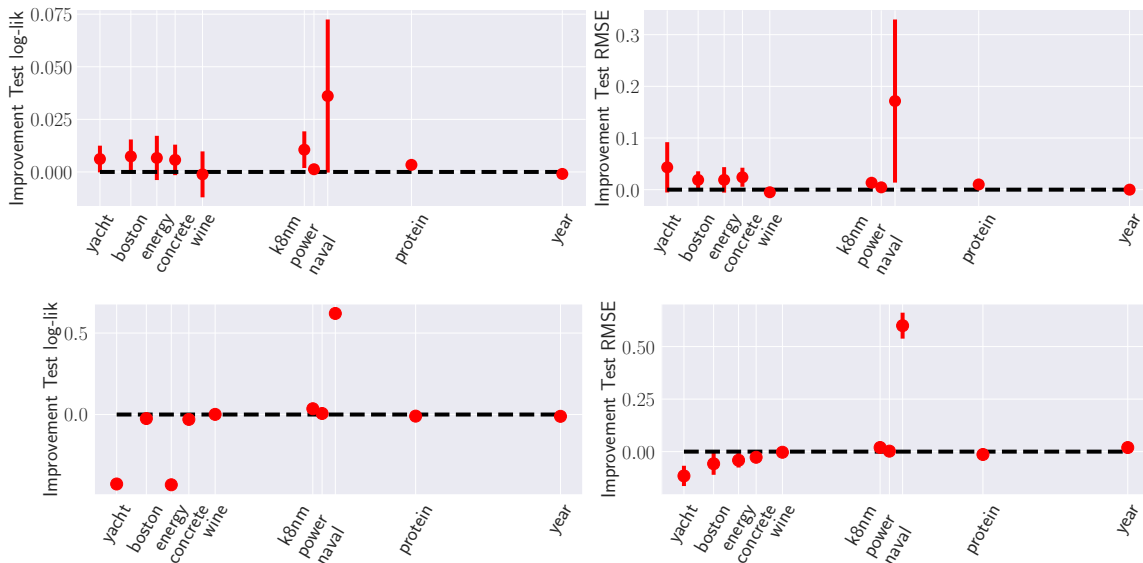 Improvement Test log-lik
0.075
0.050
0.025
0.000
yacht
boston
energy
concrete
wine
k8nm
power
naval
protein
year
Improvement Test RMSE
0.3
0.2
0.1
0.0
yacht
boston
energy
concrete
wine
k8nm
power
naval
protein
year
Improvement Test log-lik
0.5
0.0
yacht
boston
energy
concrete
wine
k8nm
power
naval
protein
year
Improvement Test RMSE
0.50
0.25
0.00
yacht
boston
energy
concrete
wine
k8nm
power
naval
protein
year